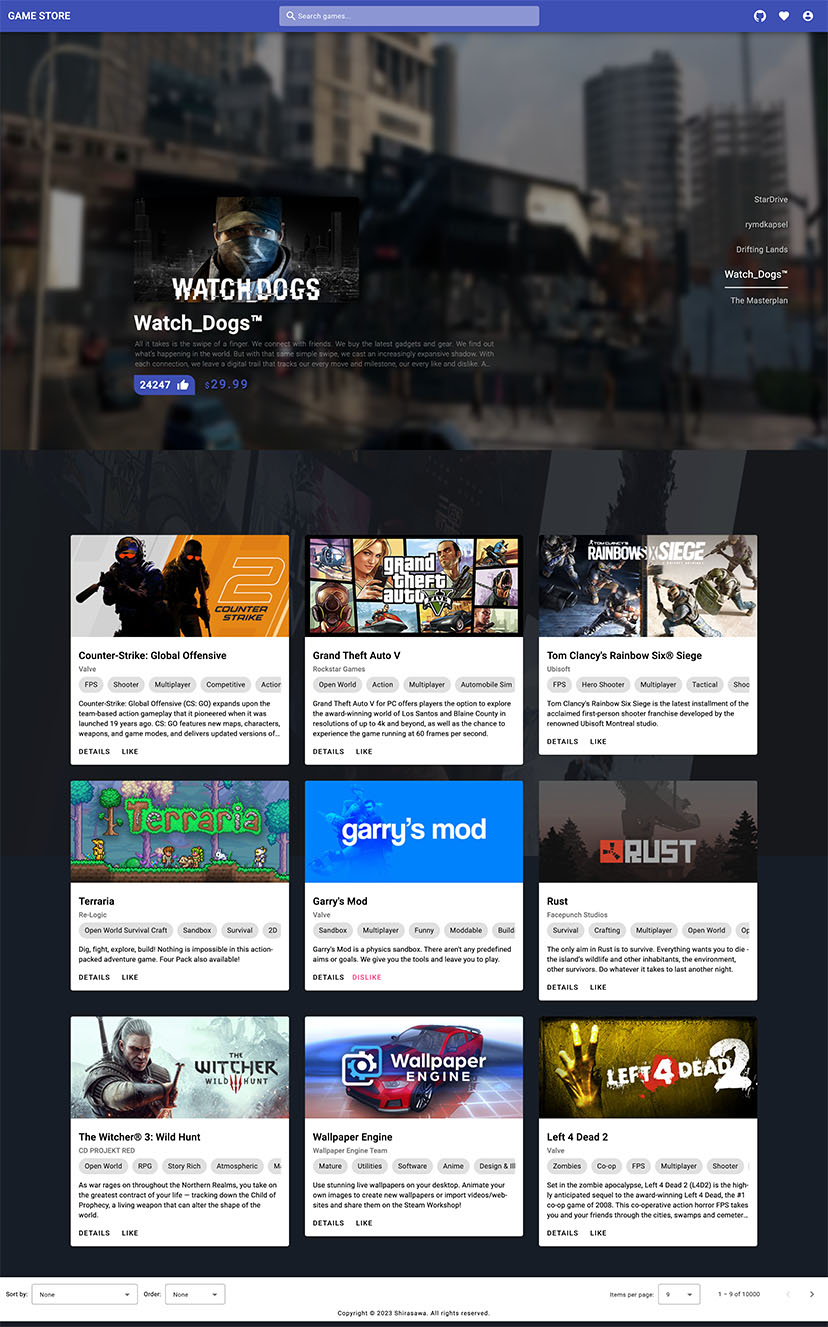 GAME STORE
Search games...
StarDrive
rymdkapsel
Drifting Lands
Watch_Dogs™
The Masterplan
WATCH DOGS
Watch_Dogs™
All it takes is the swipe of a finger. We connect with friends. We buy the latest gadgets and gear. We find out
what's happening in the world. But with that same simple swipe, we cast an increasingly expansive shadow. With
each connection, we leave a digital trail that tracks our every move and milestone, our every like and dislike. A...
24247
$29.99
2
COUNTER
STRIKE
Counter-Strike: Global Offensive
Valve
FPS Shooter Multiplayer Competitive Action
Counter-Strike: Global Offensive (CS: GO) expands upon the
team-based action gameplay that it pioneered when it was
launched 19 years ago. CS: GO features new maps, characters,
weapons, and game modes, and delivers updated versions of...
DETAILS LIKE
grand
theft
auto V
Grand Theft Auto V
Rockstar Games
Open World Action Multiplayer Automobile Sim
Grand Theft Auto V for PC offers players the option to explore
the award-winning world of Los Santos and Blaine County in
resolutions of up to 4k and beyond, as well as the chance to
experience the game running at 60 frames per second.
DETAILS LIKE
TOM CLANCY'S
RAINBOW SIX SIEGE
Tom Clancy's Rainbow Six® Siege
Ubisoft
FPS Hero Shooter Multiplayer Tactical Shoo
Tom Clancy's Rainbow Six Siege is the latest installment of the
acclaimed first-person shooter franchise developed by the
renowned Ubisoft Montreal studio.
DETAILS LIKE
Terraria
Terraria
Re-Logic
Open World Survival Craft Sandbox Survival 2D
Dig, fight, explore, build! Nothing is impossible in this action-
packed adventure game. Four Pack also available!
DETAILS LIKE
garry's mod
Garry's Mod
Valve
Sandbox Multiplayer Funny Moddable Build
Garry's Mod is a physics sandbox. There aren't any predefined
aims or goals. We give you the tools and leave you to play.
DETAILS DISLIKE
RUST
Rust
Facepunch Studios
Survival Crafting Multiplayer Open World Op
The only aim in Rust is to survive. Everything wants you to die -
the island's wildlife and other inhabitants, the environment,
other survivors. Do whatever it takes to last another night.
DETAILS LIKE
THE
WITCHER
WILD HUNT
The Witcher® 3: Wild Hunt
CD PROJEKT RED
Open World RPG Story Rich Atmospheric M
As war rages on throughout the Northern Realms, you take on
the greatest contract of your life — tracking down the Child of
Prophecy, a living weapon that can alter the shape of the
world.
DETAILS LIKE
Wallpaper
ENGINE
Wallpaper Engine
Wallpaper Engine Team
Mature Utilities Software Anime Design & Ill
Use stunning live wallpapers on your desktop. Animate your
own images to create new wallpapers or import videos/web-
sites and share them on the Steam Workshop!
DETAILS LIKE
LEFT 4 DEAD 2
Left 4 Dead 2
Valve
Zombies Co-op FPS Multiplayer Shooter
Set in the zombie apocalypse, Left 4 Dead 2 (L4D2) is the high-
ly anticipated sequel to the award-winning Left 4 Dead, the #1
co-op game of 2008. This co-operative action horror FPS takes
you and your friends through the cities, swamps and cemeter...
DETAILS LIKE
Sort by: None Order: None Items per page: 9 1 – 9 of 10000
Copyright © 2023 Shirasawa. All rights reserved.